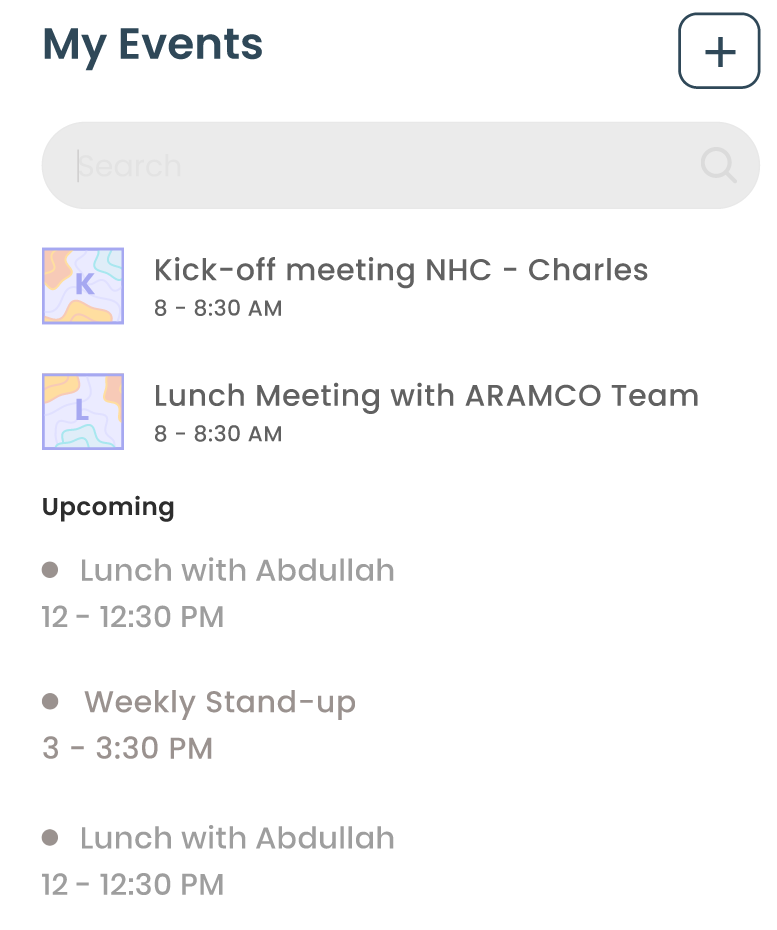 My Events
+
Search
K
Kick-off meeting NHC - Charles
8 - 8:30 AM
L
Lunch Meeting with ARAMCO Team
8 - 8:30 AM
Upcoming
Lunch with Abdullah
12 - 12:30 PM
Weekly Stand-up
3 - 3:30 PM
Lunch with Abdullah
12 - 12:30 PM